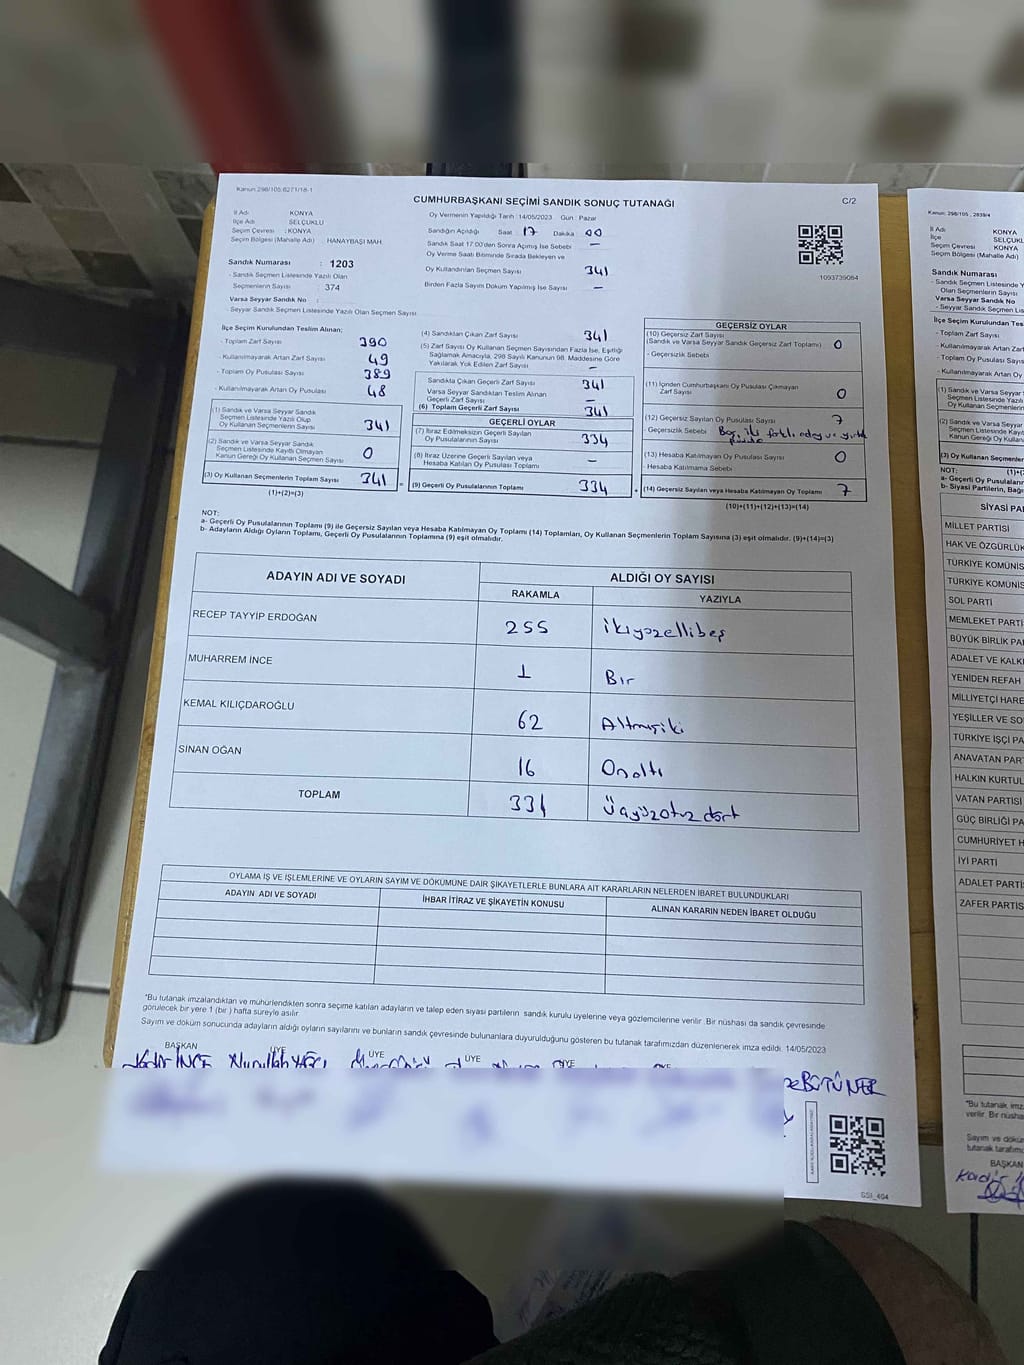 Kanun:298/105,6271/18-1
CUMHURBAŞKANI SEÇİMİ SANDIK SONUÇ TUTANAĞI
C/2
İl Adı KONYA
İlçe Adı SELÇUKLU
Seçim Çevresi : KONYA
Seçim Bölgesi (Mahalle Adı) HANAYBAŞI MAH.
Sandık Numarası : 1203
- Sandık Seçmen Listesinde Yazılı Olan
Seçmenlerin Sayısı : 374
Varsa Seyyar Sandık No :
- Seyyar Sandık Seçmen Listesinde Yazılı Olan Seçmen Sayısı
Oy Vermenin Yapıldığı Tarih :14/05/2023 Gün : Pazar
Sandığın Açıldığı Saat 17 Dakika 00
Sandık Saat 17:00'den Sonra Açılmış İse Sebebi —
Oy Verme Saati Bitiminde Sırada Bekleyen ve
Oy Kullandırılan Seçmen Sayısı 341
Birden Fazla Sayım Döküm Yapılmış İse Sayısı —
1093739084
İlçe Seçim Kurulundan Teslim Alınan;
- Toplam Zarf Sayısı 390
- Kullanılmayarak Artan Zarf Sayısı 49
- Toplam Oy Pusulası Sayısı 389
- Kullanılmayarak Artan Oy Pusulası 48
(1) Sandık ve Varsa Seyyar Sandık
Seçmen Listesinde Yazılı Olup
Oy Kullanan Seçmenlerin Sayısı 341
(2) Sandık ve Varsa Seyyar Sandık
Seçmen Listesinde Kayıtlı Olmayan
Kanun Gereği Oy Kullanan Seçmen Sayısı 0
(3) Oy Kullanan Seçmenlerin Toplam Sayısı 341
(1)+(2)=(3)
(4) Sandıktan Çıkan Zarf Sayısı 341
(5) Zarf Sayısı Oy Kullanan Seçmen Sayısından Fazla İse, Eşitliği
Sağlamak Amacıyla, 298 Sayılı Kanunun 98. Maddesine Göre
Yakılarak Yok Edilen Zarf Sayısı —
Sandıkta Çıkan Geçerli Zarf Sayısı 341
Varsa Seyyar Sandıktan Teslim Alınan
Geçerli Zarf Sayısı —
(6) Toplam Geçerli Zarf Sayısı 341
GEÇERLİ OYLAR
(7) İtiraz Edilmeksizin Geçerli Sayılan
Oy Pusulalarının Sayısı 334
(8) İtiraz Üzerine Geçerli Sayılan veya
Hesaba Katılan Oy Pusulası Toplamı —
= (9) Geçerli Oy Pusulalarının Toplamı 334
GEÇERSİZ OYLAR
(10) Geçersiz Zarf Sayısı
(Sandık ve Varsa Seyyar Sandık Geçersiz Zarf Toplamı) 0
- Geçersizlik Sebebi
(11) İçinden Cumhurbaşkanı Oy Pusulası Çıkmayan
Zarf Sayısı 0
(12) Geçersiz Sayılan Oy Pusulası Sayısı 7
- Geçersizlik Sebebi
(13) Hesaba Katılmayan Oy Pusulası Sayısı 0
- Hesaba Katılmama Sebebi
+ (14) Geçersiz Sayılan veya Hesaba Katılmayan Oy Toplamı 7
(10)+(11)+(12)+(13)=(14)
NOT:
a- Geçerli Oy Pusulalarının Toplamı (9) ile Geçersiz Sayılan veya Hesaba Katılmayan Oy Toplamı (14) Toplamları, Oy Kullanan Seçmenlerin Toplam Sayısına (3) eşit olmalıdır. (9)+(14)=(3)
b- Adayların Aldığı Oyların Toplamı, Geçerli Oy Pusulalarının Toplamına (9) eşit olmalıdır.
ADAYIN ADI VE SOYADI ALDIĞI OY SAYISI
RAKAMLA YAZIYLA
RECEP TAYYİP ERDOĞAN 255 ikiyüzellibeş
MUHARREM İNCE 1 Bir
KEMAL KILIÇDAROĞLU 62 Altmışiki
SİNAN OĞAN 16 Onaltı
TOPLAM 334 Üçyüzotuzdört
OYLAMA İŞ VE İŞLEMLERİNE VE OYLARIN SAYIM VE DÖKÜMÜNE DAİR ŞİKAYETLERLE BUNLARA AİT KARARLARIN NELERDEN İBARET BULUNDUKLARI
ADAYIN ADI VE SOYADI İHBAR İTİRAZ VE ŞİKAYETİN KONUSU ALINAN KARARIN NEDEN İBARET OLDUĞU
*Bu tutanak imzalandıktan ve mühürlendikten sonra seçime katılan adayların ve talep eden siyasi partilerin sandık kurulu üyelerine veya gözlemcilerine verilir. Bir nüshası da sandık çevresinde
görülecek bir yere 1 (bir ) hafta süreyle asılır.
Sayım ve döküm sonucunda adayların aldığı oyların sayılarını ve bunların sandık çevresinde bulunanlara duyurulduğunu gösteren bu tutanak tarafımızdan düzenlenerek imza edildi. 14/05/2023
BAŞKAN ÜYE ÜYE ÜYE ÜYE ÜYE
Kadir İNCE Nurullah YAĞCI
BÜTÜNER
SSI_404
Kanun: 298/105 , 2839/4
İl Adı KONYA
İlçe SELÇUKL
Seçim Çevresi KONYA
Seçim Bölgesi (M
Sandık Numarası
- Sandık Seçmen Listesinde Y
Olan Seçmenlerin Sayısı
Varsa Seyyar Sandık No
- Seyyar Sandık Seçmen Liste
İlçe Seçim Kurulundan Teslim
- Toplam Zarf Sayısı
- Kullanılmayarak Artan Zarf
- Toplam Oy Pusulası Sayısı
- Kullanılmayarak Artan
(1) Sandık ve Varsa Seyyar
Seçmen Listesinde Yazıl
Oy Kullanan Seçmenlerin
(2) Sandık ve Varsa Seyyar
Seçmen Listesinde Kayıt
Kanun Gereği Oy Kullan
(3) Oy Kullanan Seçmenler
NOT: (1)+(2
a- Geçerli Oy Pusulaların
b- Siyasi Partilerin, Bağı
SİYASİ PA
MİLLET PARTİSİ
HAK VE ÖZGÜRLÜK
TÜRKİYE KOMÜNİS
TÜRKİYE KOMÜNİS
SOL PARTİ
MEMLEKET PARTİ
BÜYÜK BİRLİK PA
ADALET VE KALKI
YENİDEN REFAH
MİLLİYETÇİ HARE
YEŞİLLER VE SO
TÜRKİYE İŞÇİ PA
ANAVATAN PAR
HALKIN KURTUL
VATAN PARTİSİ
GÜÇ BİRLİĞİ PA
CUMHURİYET H
İYİ PARTİ
ADALET PARTİ
ZAFER PARTİS
*Bu tutanak imz
verilir. Bir nüsha
Sayım ve dökü
tutanak tarafımı
BAŞKAN
Kadir